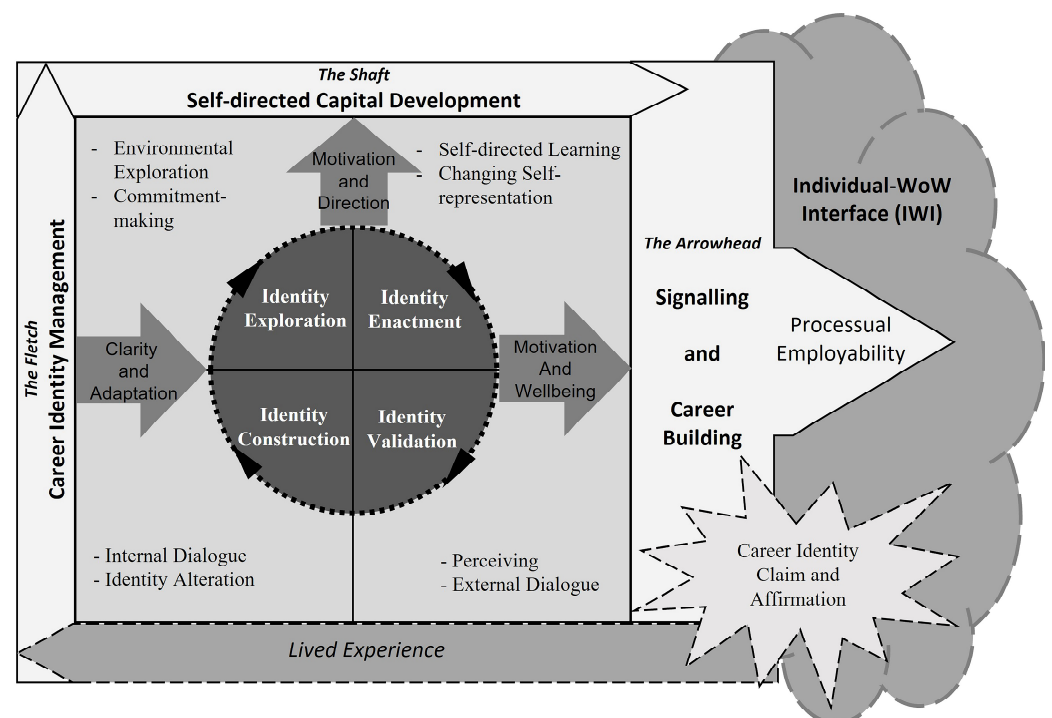 The Shaft
Self-directed Capital Development
- Environmental
Exploration
- Commitment-
making
Motivation
and
Direction
- Self-directed Learning
- Changing Self-
representation
Individual-WoW
Interface (IWI)
The Fletch
Career Identity Management
Clarity
and
Adaptation
Identity
Exploration
Identity
Enactment
Identity
Construction
Identity
Validation
Motivation
And
Wellbeing
The Arrowhead
Signalling
and
Career
Building
Processual
Employability
- Internal Dialogue
- Identity Alteration
- Perceiving
- External Dialogue
Career Identity
Claim and
Affirmation
Lived Experience